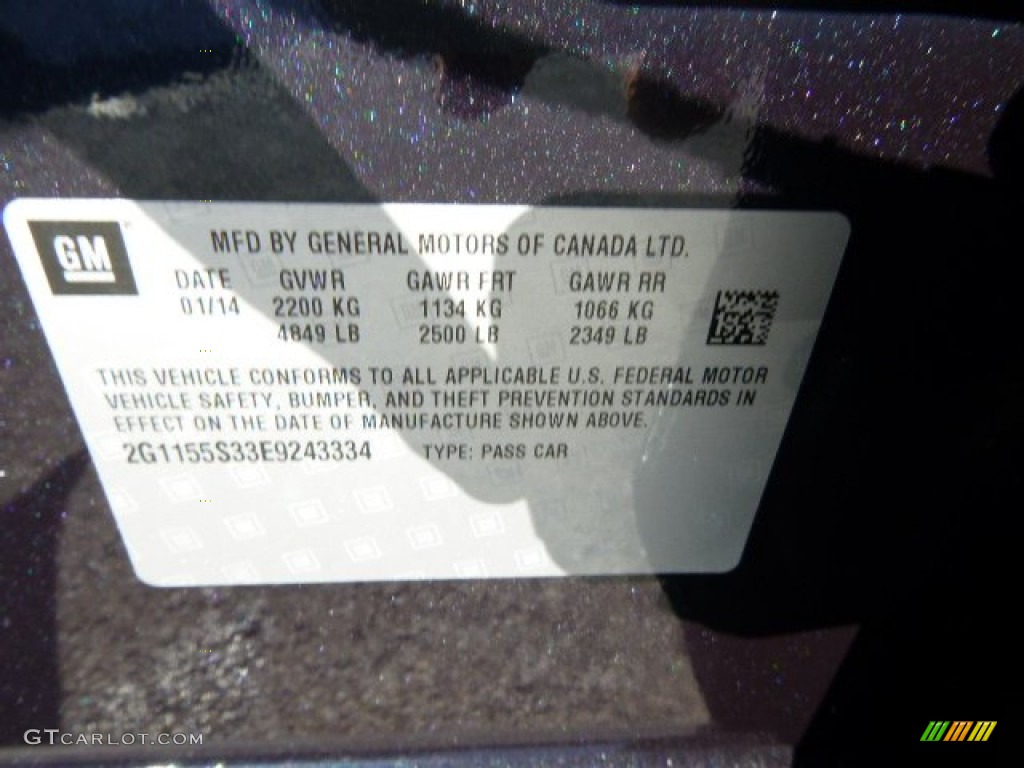 GM
MFD BY GENERAL MOTORS OF CANADA LTD.
DATE GVWR GAWR FRT GAWR RR
01/14 2200 KG 1134 KG 1066 KG
4849 LB 2500 LB 2349 LB
THIS VEHICLE CONFORMS TO ALL APPLICABLE U.S. FEDERAL MOTOR
VEHICLE SAFETY, BUMPER, AND THEFT PREVENTION STANDARDS IN
EFFECT ON THE DATE OF MANUFACTURE SHOWN ABOVE.
2G1155S33E9243334 TYPE: PASS CAR
GTCARLOT.COM